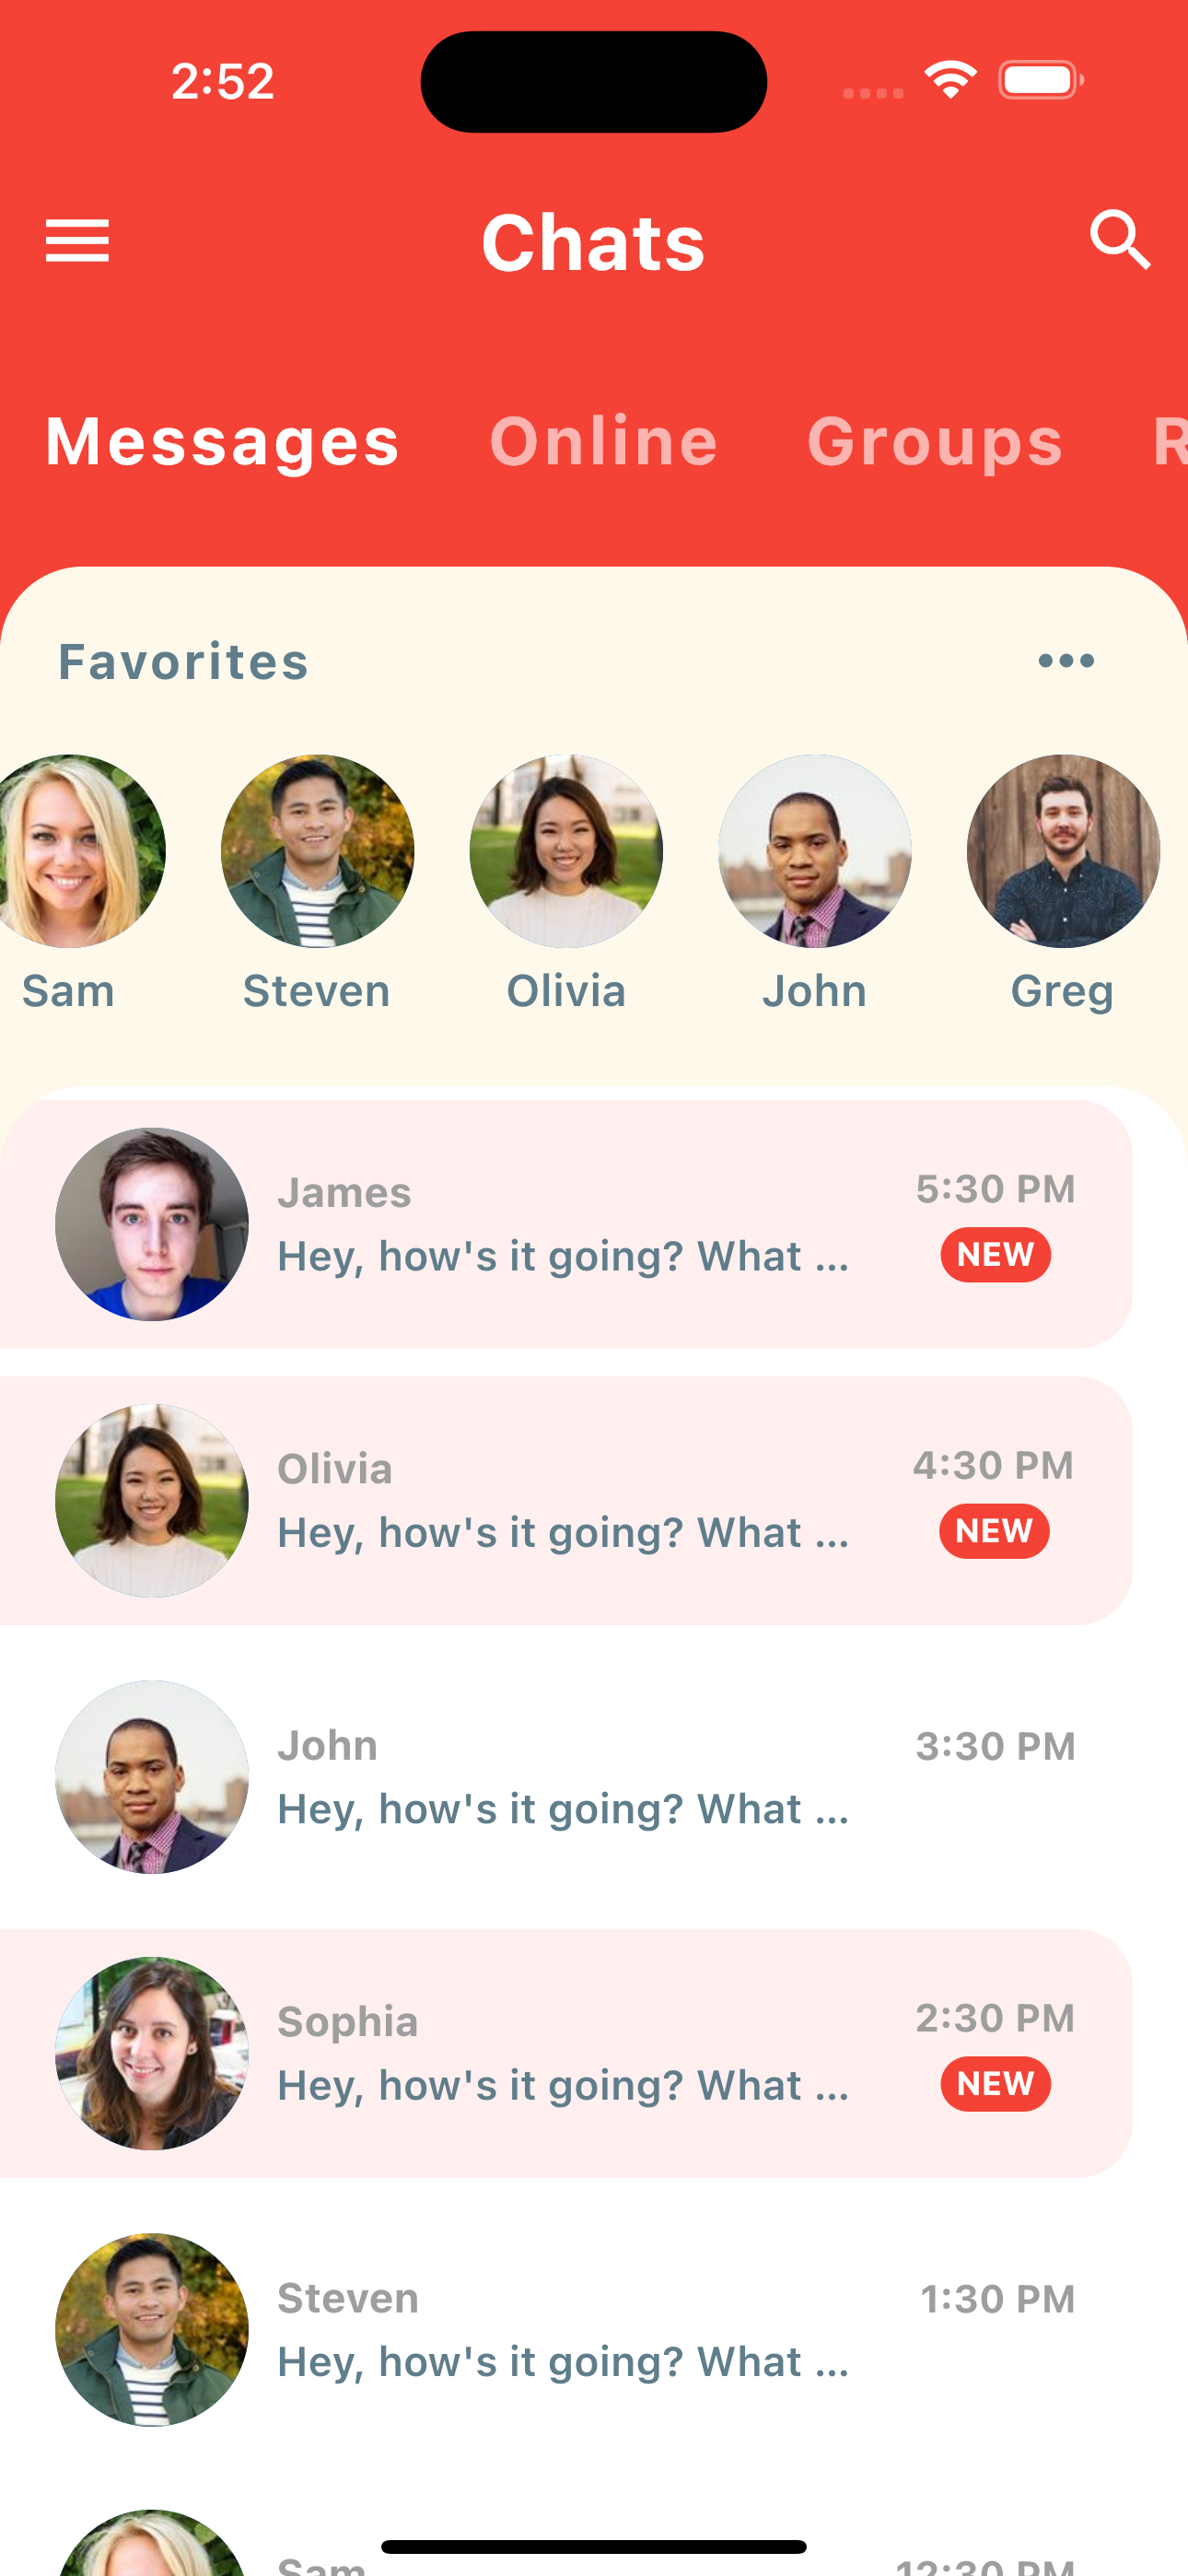 2:52
Chats
Messages Online Groups R
Favorites
Sam Steven Olivia John Greg
James 5:30 PM
Hey, how's it going? What ... NEW
Olivia 4:30 PM
Hey, how's it going? What ... NEW
John 3:30 PM
Hey, how's it going? What ...
Sophia 2:30 PM
Hey, how's it going? What ... NEW
Steven 1:30 PM
Hey, how's it going? What ...
Sam 12:30 PM